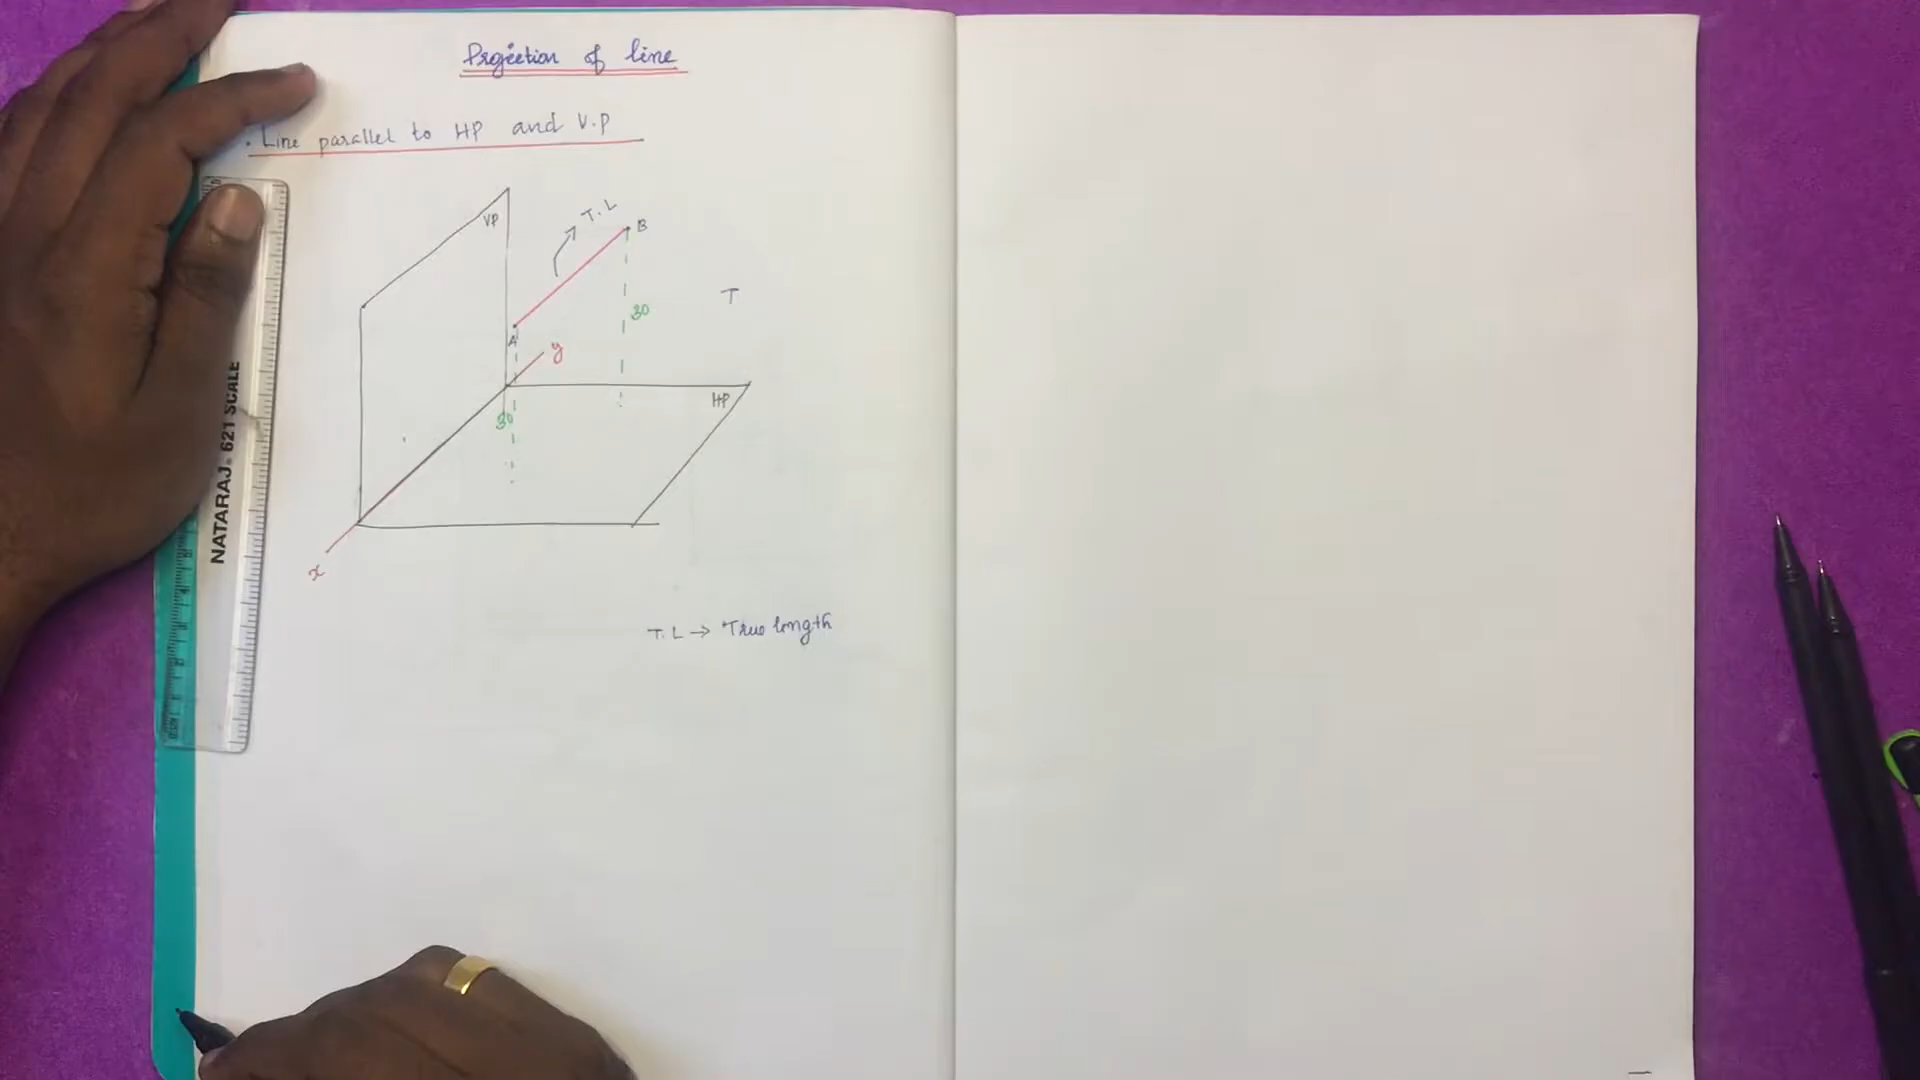 Projection of line
. Line parallel to HP and V.P
VP
T.L
B
30
T
A
y
HP
30
x
T.L → True length
NATARAJ 621 SCALE